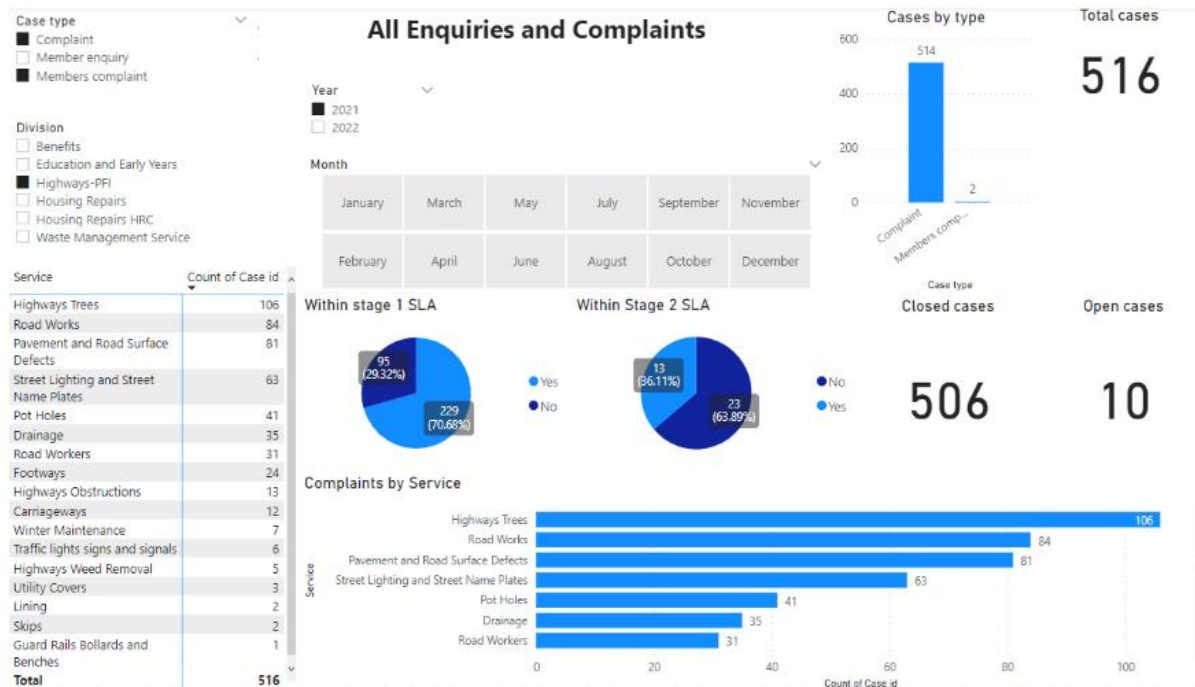 Case type
Complaint
Member enquiry
Members complaint
Division
Benefits
Education and Early Years
Highways-PFI
Housing Repairs
Housing Repairs HRC
Waste Management Service
All Enquiries and Complaints
Year
2021
2022
Month
January March May July September November
February April June August October December
Cases by type
600
514
400
200
2
0
Complaint
Members comp...
Case type
Total cases
516
Service Count of Case id
Highways Trees 106
Road Works 84
Pavement and Road Surface 81
Defects
Street Lighting and Street 63
Name Plates
Pot Holes 41
Drainage 35
Road Workers 31
Footways 24
Highways Obstructions 13
Carriageways 12
Winter Maintenance 7
Traffic lights signs and signals 6
Highways Weed Removal 5
Utility Covers 3
Lining 2
Skips 2
Guard Rails Bollards and 1
Benches
Total 516
Within stage 1 SLA
95
(29.32%)
229
(70.68%)
Yes
No
Within Stage 2 SLA
13
(36.11%)
23
(63.89%)
No
Yes
Closed cases
506
Open cases
10
Complaints by Service
Service
Highways Trees 106
Road Works 84
Pavement and Road Surface Defects 81
Street Lighting and Street Name Plates 63
Pot Holes 41
Drainage 35
Road Workers 31
0 20 40 60 80 100
Count of Case id